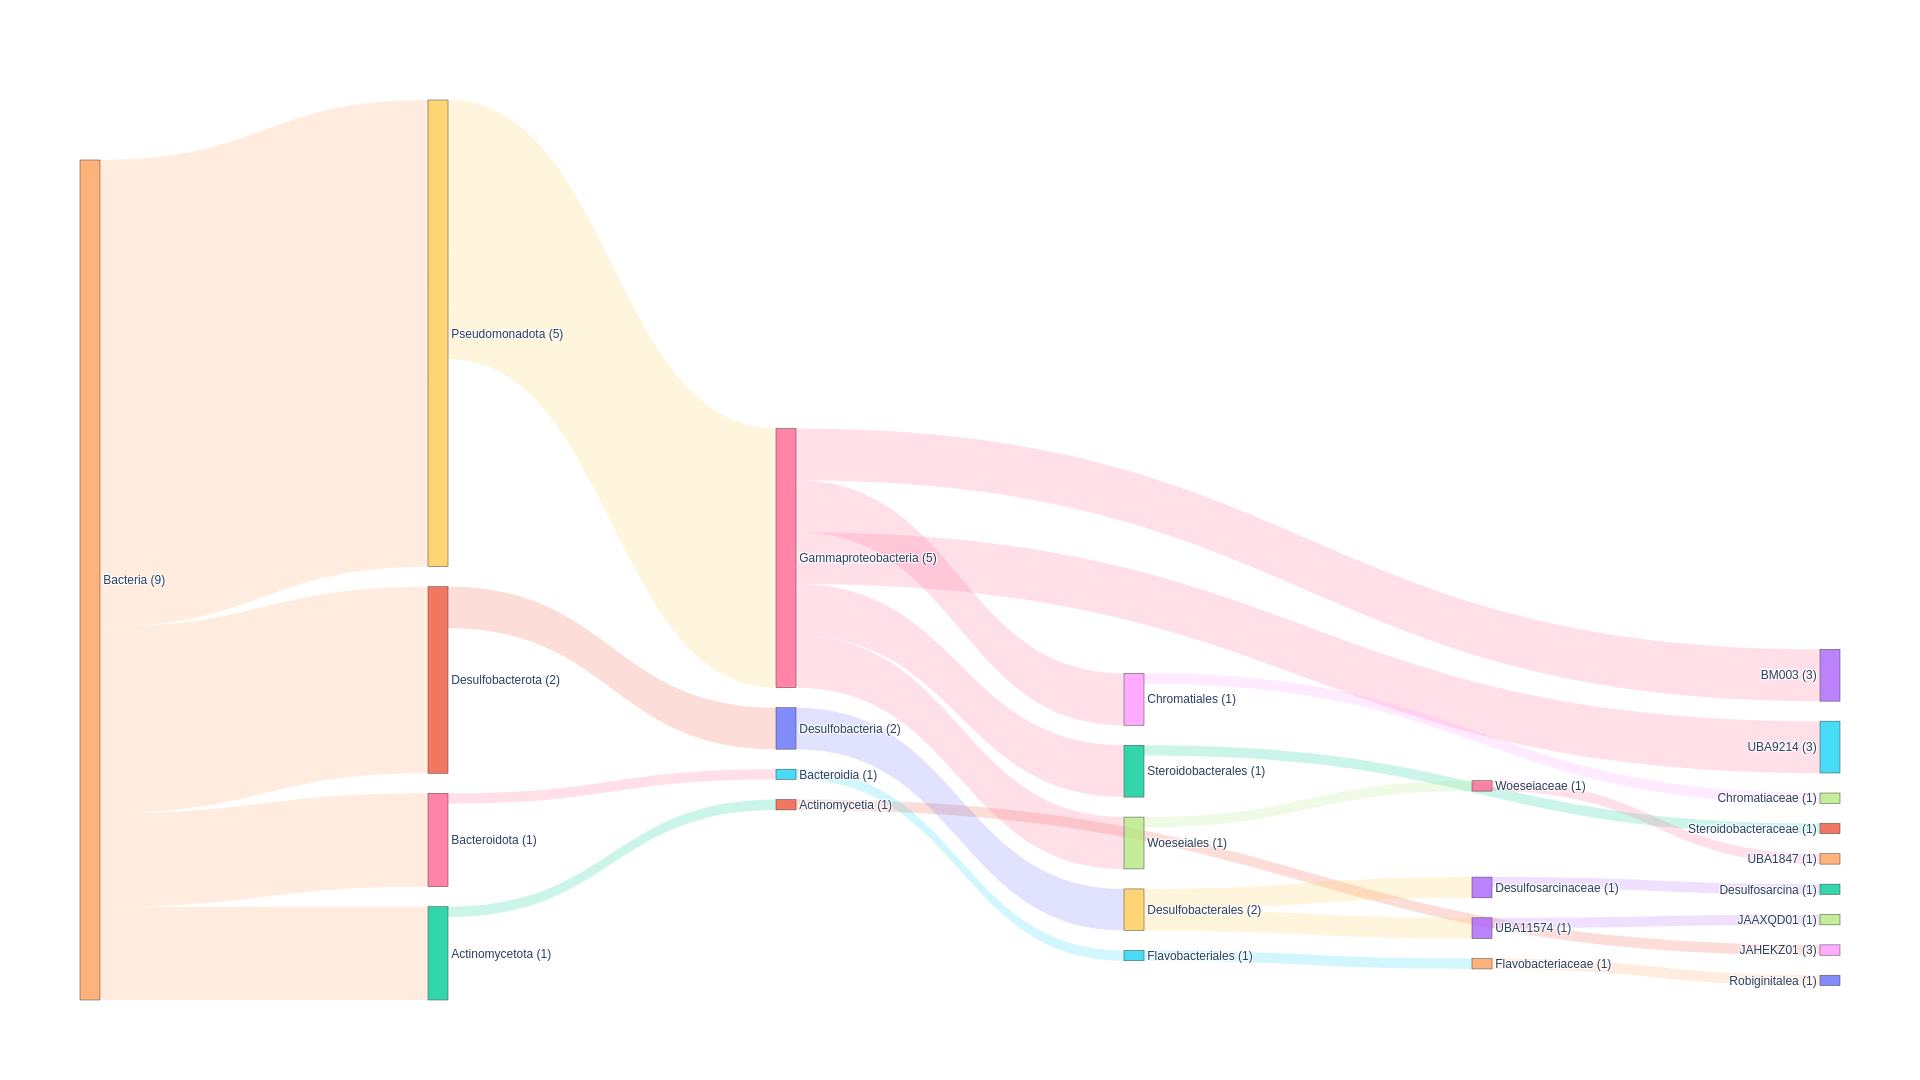 Bacteria (9)
Pseudomonadota (5)
Desulfobacterota (2)
Bacteroidota (1)
Actinomycetota (1)
Gammaproteobacteria (5)
Desulfobacteria (2)
Bacteroidia (1)
Actinomycetia (1)
Chromatiales (1)
Steroidobacterales (1)
Woeseiales (1)
Desulfobacterales (2)
Flavobacteriales (1)
Woeseiaceae (1)
Desulfosarcinaceae (1)
UBA11574 (1)
Flavobacteriaceae (1)
BM003 (3)
UBA9214 (3)
Chromatiaceae (1)
Steroidobacteraceae (1)
UBA1847 (1)
Desulfosarcina (1)
JAAXQD01 (1)
JAHEKZ01 (3)
Robiginitalea (1)